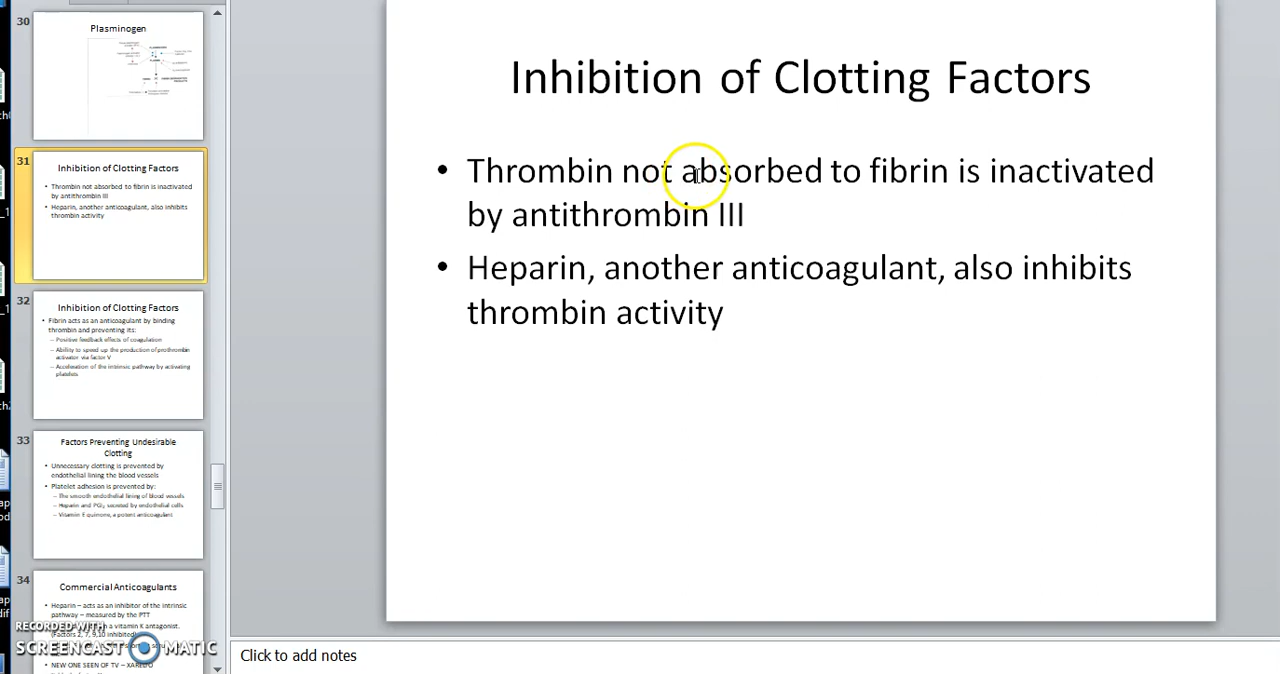 30
Plasminogen
31
Inhibition of Clotting Factors
• Thrombin not absorbed to fibrin is inactivated
by antithrombin III
• Heparin, another anticoagulant, also inhibits
thrombin activity
32
Inhibition of Clotting Factors
• Fibrin acts as an anticoagulant by binding
thrombin and preventing its:
– Positive feedback effects of coagulation
– Ability to speed up the production of prothrombin
activator via factor V
– Acceleration of the intrinsic pathway by activating
platelets
33
Factors Preventing Undesirable
Clotting
• Unnecessary clotting is prevented by
endothelial lining the blood vessels
• Platelet adhesion is prevented by:
– The smooth endothelial lining of blood vessels
– Heparin and PGI₂ secreted by endothelial cells
– Vitamin E quinone, a potent anticoagulant
34
Commercial Anticoagulants
• Heparin – acts as an inhibitor of the intrinsic
pathway – measured by the PTT
a vitamin K antagonist.
(Factors 2, 7, 9,10 inhibited)
• NEW ONE SEEN OF TV –
RECORDED WITH
SCREENCAST MATIC
Inhibition of Clotting Factors
• Thrombin not absorbed to fibrin is inactivated
by antithrombin III
• Heparin, another anticoagulant, also inhibits
thrombin activity
Click to add notes